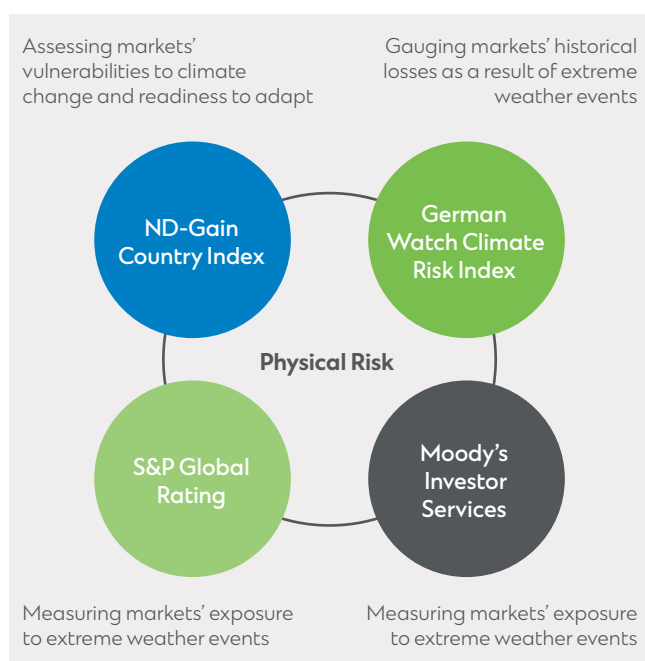 Assessing markets’
vulnerabilities to climate
change and readiness to adapt
Gauging markets’ historical
losses as a result of extreme
weather events
ND-Gain
Country Index
German
Watch Climate
Risk Index
Physical Risk
S&P Global
Rating
Moody’s
Investor
Services
Measuring markets’ exposure
to extreme weather events
Measuring markets’ exposure
to extreme weather events